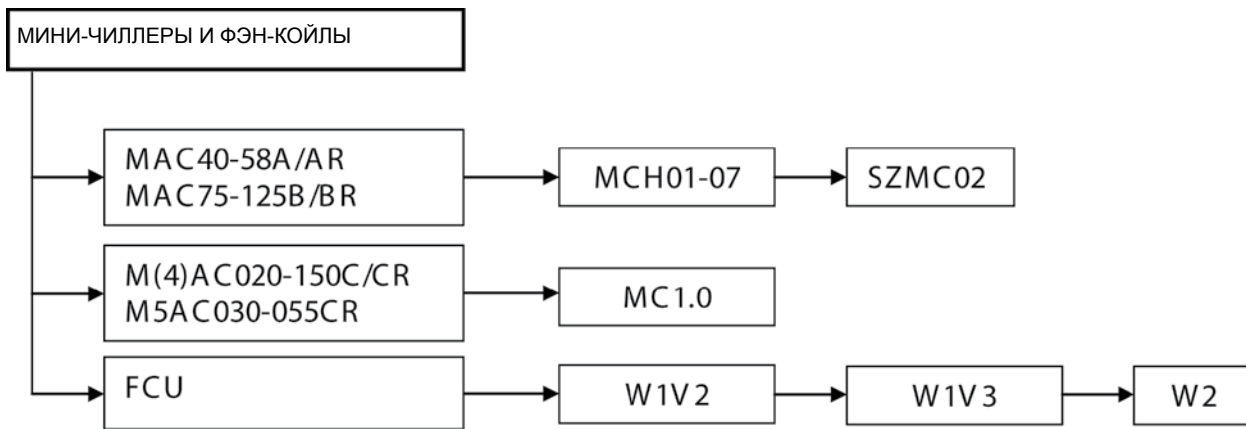 МИНИ-ЧИЛЛЕРЫ И ФЭН-КОЙЛЫ
MAC40-58A/AR
MAC75-125B/BR
MCH01-07
SZMC02
M(4)AC020-150C/CR
M5AC030-055CR
MC1.0
FCU
W1V2
W1V3
W2